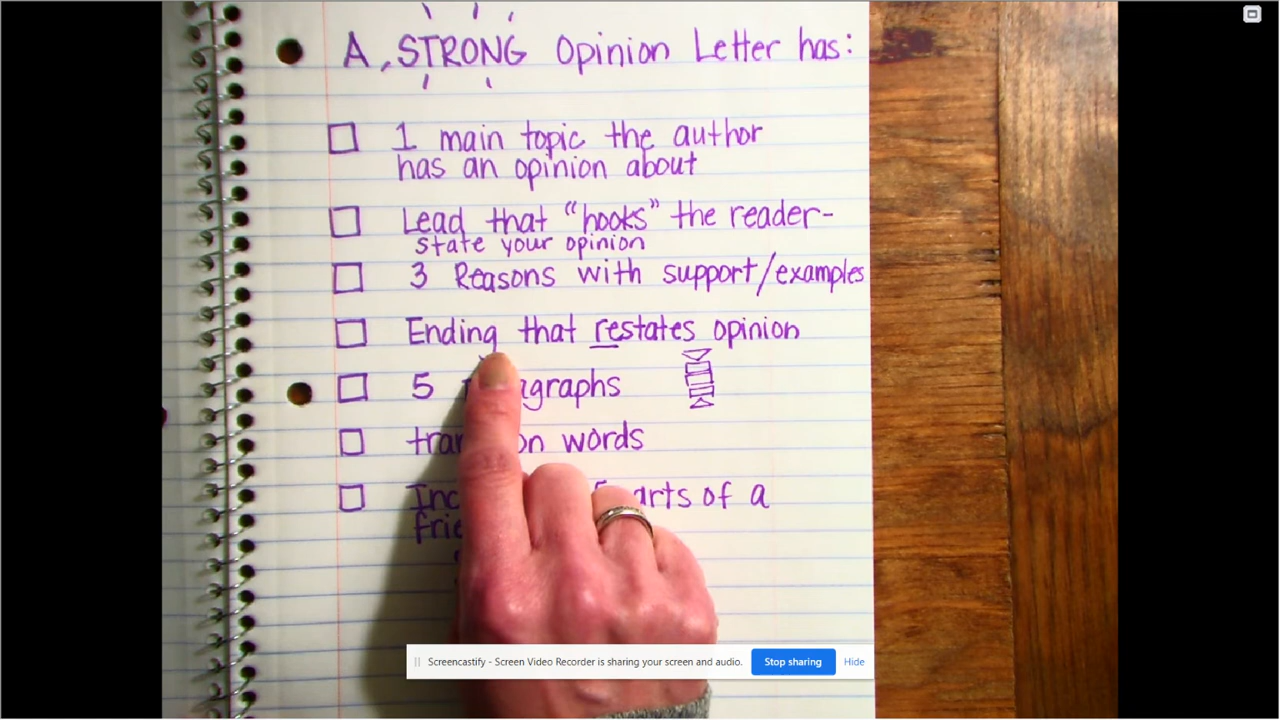 A STRONG Opinion Letter has:
1 main topic the author
has an opinion about
Lead that "hooks" the reader-
state your opinion
3 Reasons with support/examples
Ending that restates opinion
5
words
of a
Screencastify - Screen Video Recorder is sharing your screen and audio.
Stop sharing
Hide